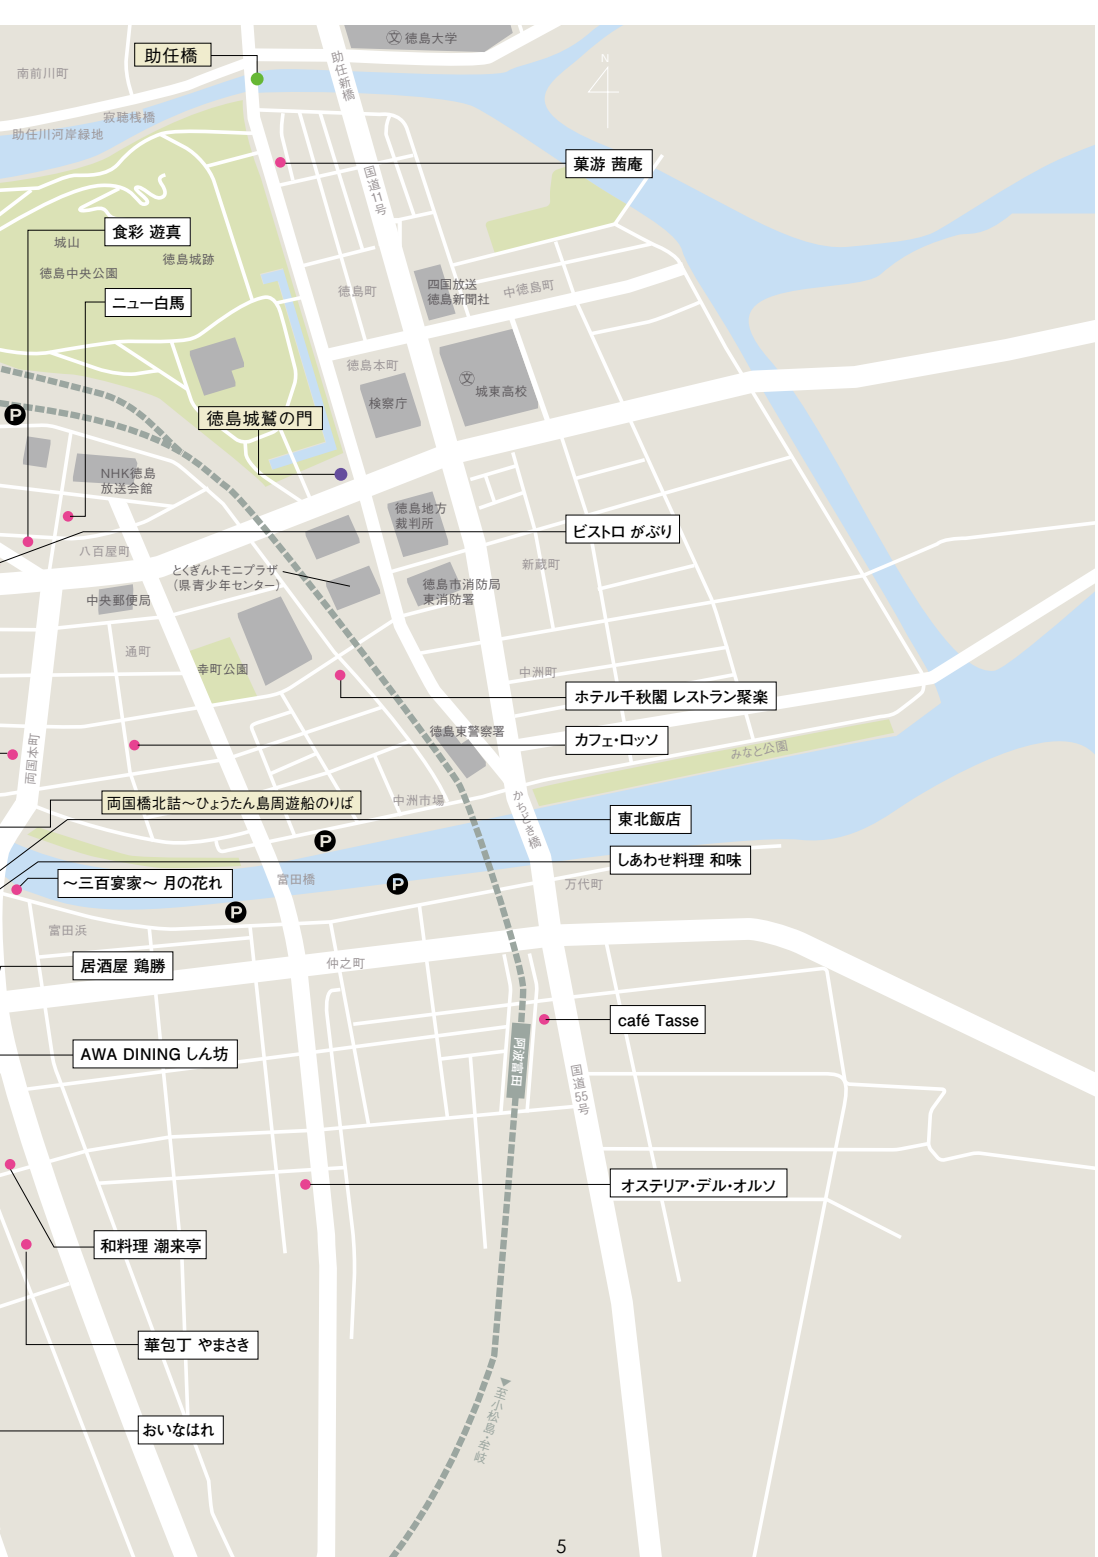 徳島大学
助任橋
助任新橋
南前川町
寂聴桟橋
助任川河岸緑地
N
菓游 茜庵
国道11号
食彩 遊真
城山
徳島城跡
徳島中央公園
四国放送
徳島新聞社
中徳島町
徳島町
ニュー白馬
徳島本町
検察庁
文
城東高校
文
P
徳島城鷲の門
NHK徳島
放送会館
徳島地方
裁判所
ビストロ がぶり
八百屋町
新蔵町
とくぎんトモニプラザ
（県青少年センター）
徳島市消防局
東消防署
中央郵便局
通町
幸町公園
中洲町
ホテル千秋閣 レストラン聚楽
徳島東警察署
カフェ・ロッソ
みなと公園
両国本町
両国橋北詰～ひょうたん島周遊船のりば
中洲市場
かちどき橋
東北飯店
P
しあわせ料理 和味
～三百宴家～ 月の花れ
富田橋
P
万代町
P
富田浜
居酒屋 鶏勝
仲之町
café Tasse
AWA DINING しん坊
阿波富田
国道55号
オステリア・デル・オルソ
和料理 潮来亭
華包丁 やまさき
至小松島・牟岐
おいなはれ
5